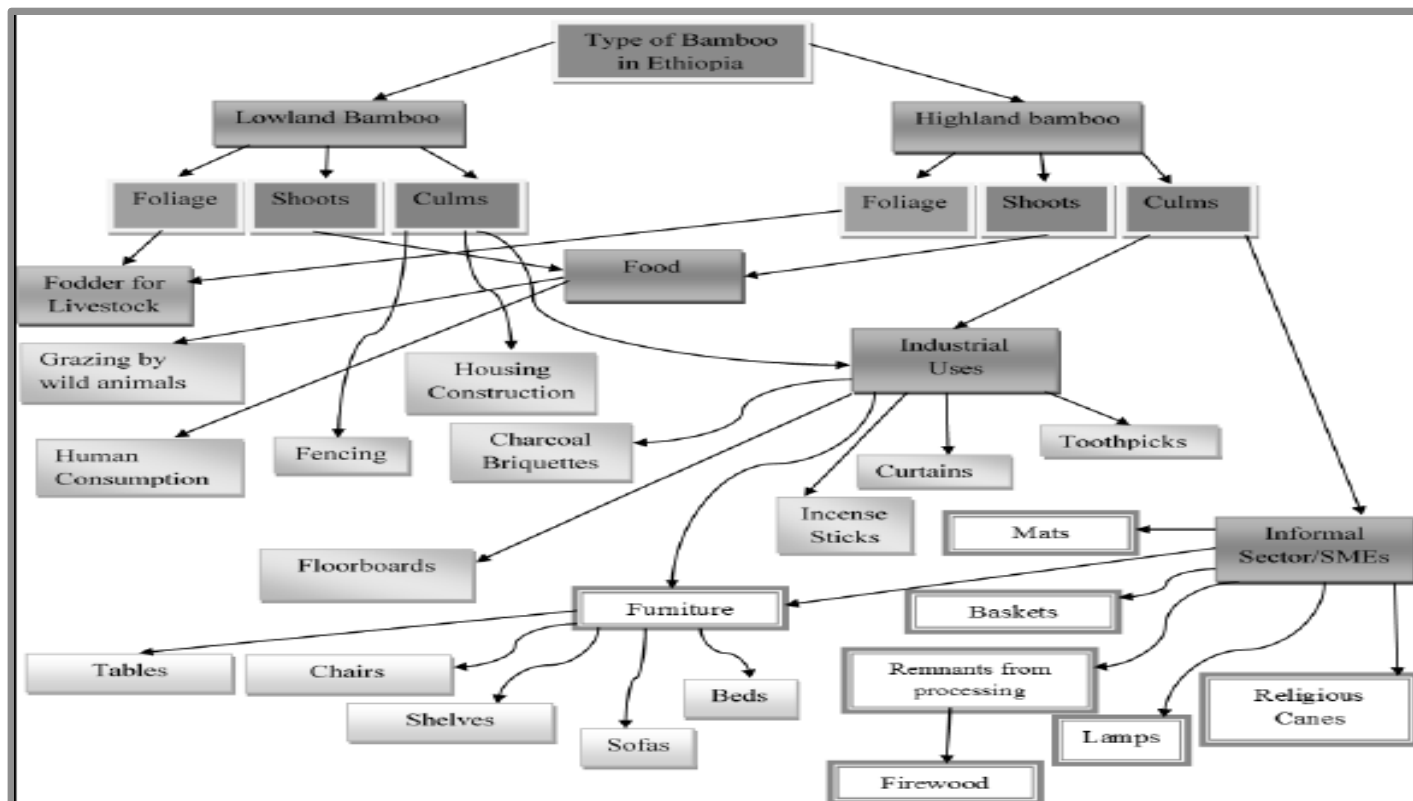 Type of Bamboo
in Ethiopia
Lowland Bamboo
Highland bamboo
Foliage
Shoots
Culms
Foliage
Shoots
Culms
Fodder for
Livestock
Food
Grazing by
wild animals
Housing
Construction
Industrial
Uses
Human
Consumption
Fencing
Charcoal
Briquettes
Curtains
Toothpicks
Incense
Sticks
Mats
Informal
Sector/SMEs
Floorboards
Furniture
Baskets
Tables
Chairs
Shelves
Sofas
Beds
Remnants from
processing
Lamps
Religious
Canes
Firewood